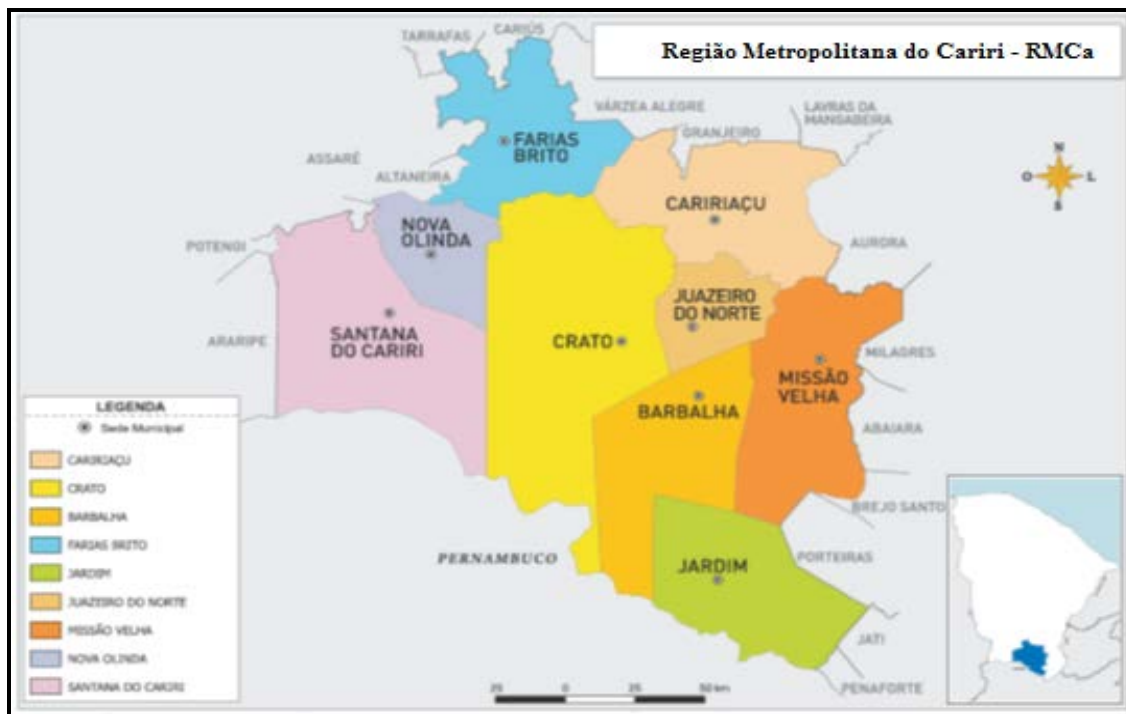 Região Metropolitana do Cariri - RMCa
TARRAFAS
CARIÚS
VÁRZEA ALEGRE
LAVRAS DA
MANGABEIRA
GRANJEIRO
FARIAS
BRITO
ASSARÉ
ALTANEIRA
N
O
L
S
CARIRIAÇU
NOVA
OLINDA
POTENGI
AURORA
JUAZEIRO
DO NORTE
ARARIPE
SANTANA
DO CARIRI
CRATO
MILAGRES
MISSÃO
VELHA
BARBALHA
ABAIARA
BREJO SANTO
PERNAMBUCO
PORTEIRAS
JARDIM
JATI
PENAFORTE
LEGENDA
Sede Municipal
CARIRIAÇU
CRATO
BARBALHA
FARIAS BRITO
JARDIM
JUAZEIRO DO NORTE
MISSÃO VELHA
NOVA OLINDA
SANTANA DO CARIRI
25 0 25 50 km